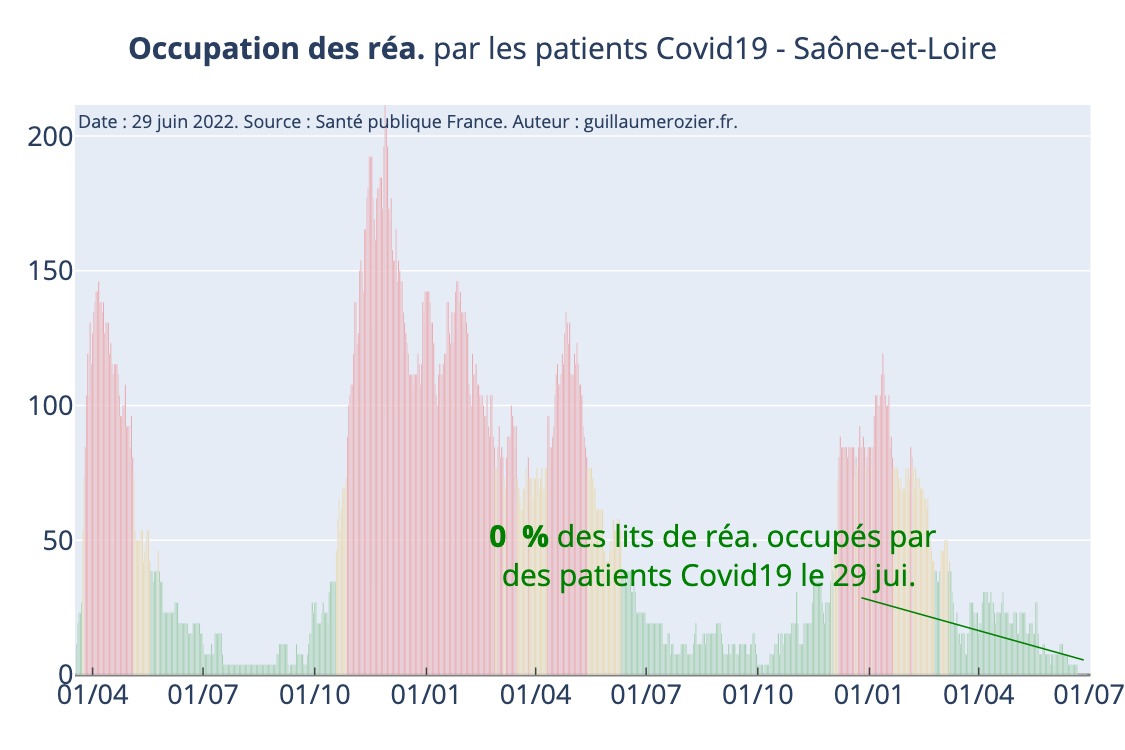 Occupation des réa. par les patients Covid19 - Saône-et-Loire
Date : 29 juin 2022. Source : Santé publique France. Auteur : guillaumerozier.fr.
200
150
100
50
0
0 % des lits de réa. occupés par
des patients Covid19 le 29 jui.
01/04 01/07 01/10 01/01 01/04 01/07 01/10 01/01 01/04 01/07